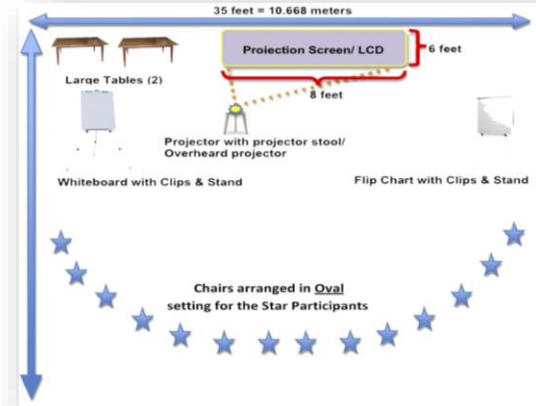 35 feet = 10.668 meters
Projection Screen/ LCD
6 feet
Large Tables (2)
8 feet
Projector with projector stool/
Overheard projector
Whiteboard with Clips & Stand
Flip Chart with Clips & Stand
Chairs arranged in Oval
setting for the Star Participants